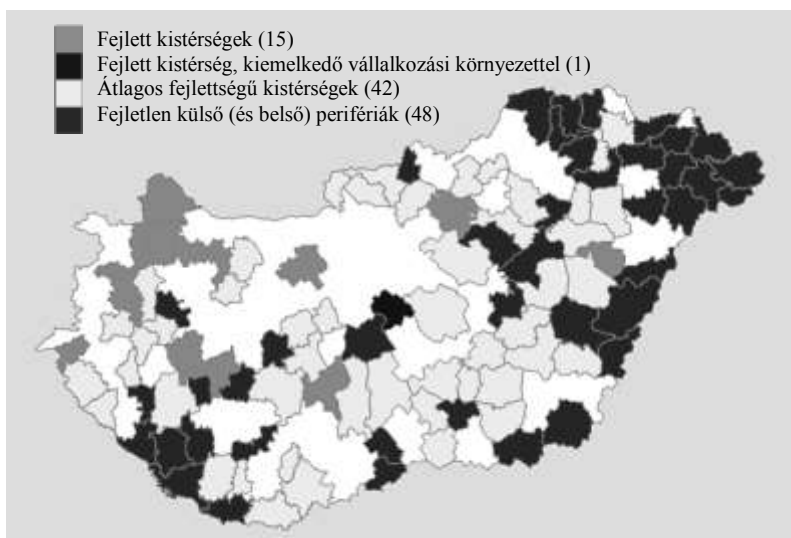 Fejlett kistérségek (15)
Fejlett kistérség, kiemelkedő vállalkozási környezettel (1)
Átlagos fejlettségű kistérségek (42)
Fejletlen külső (és belső) perifériák (48)